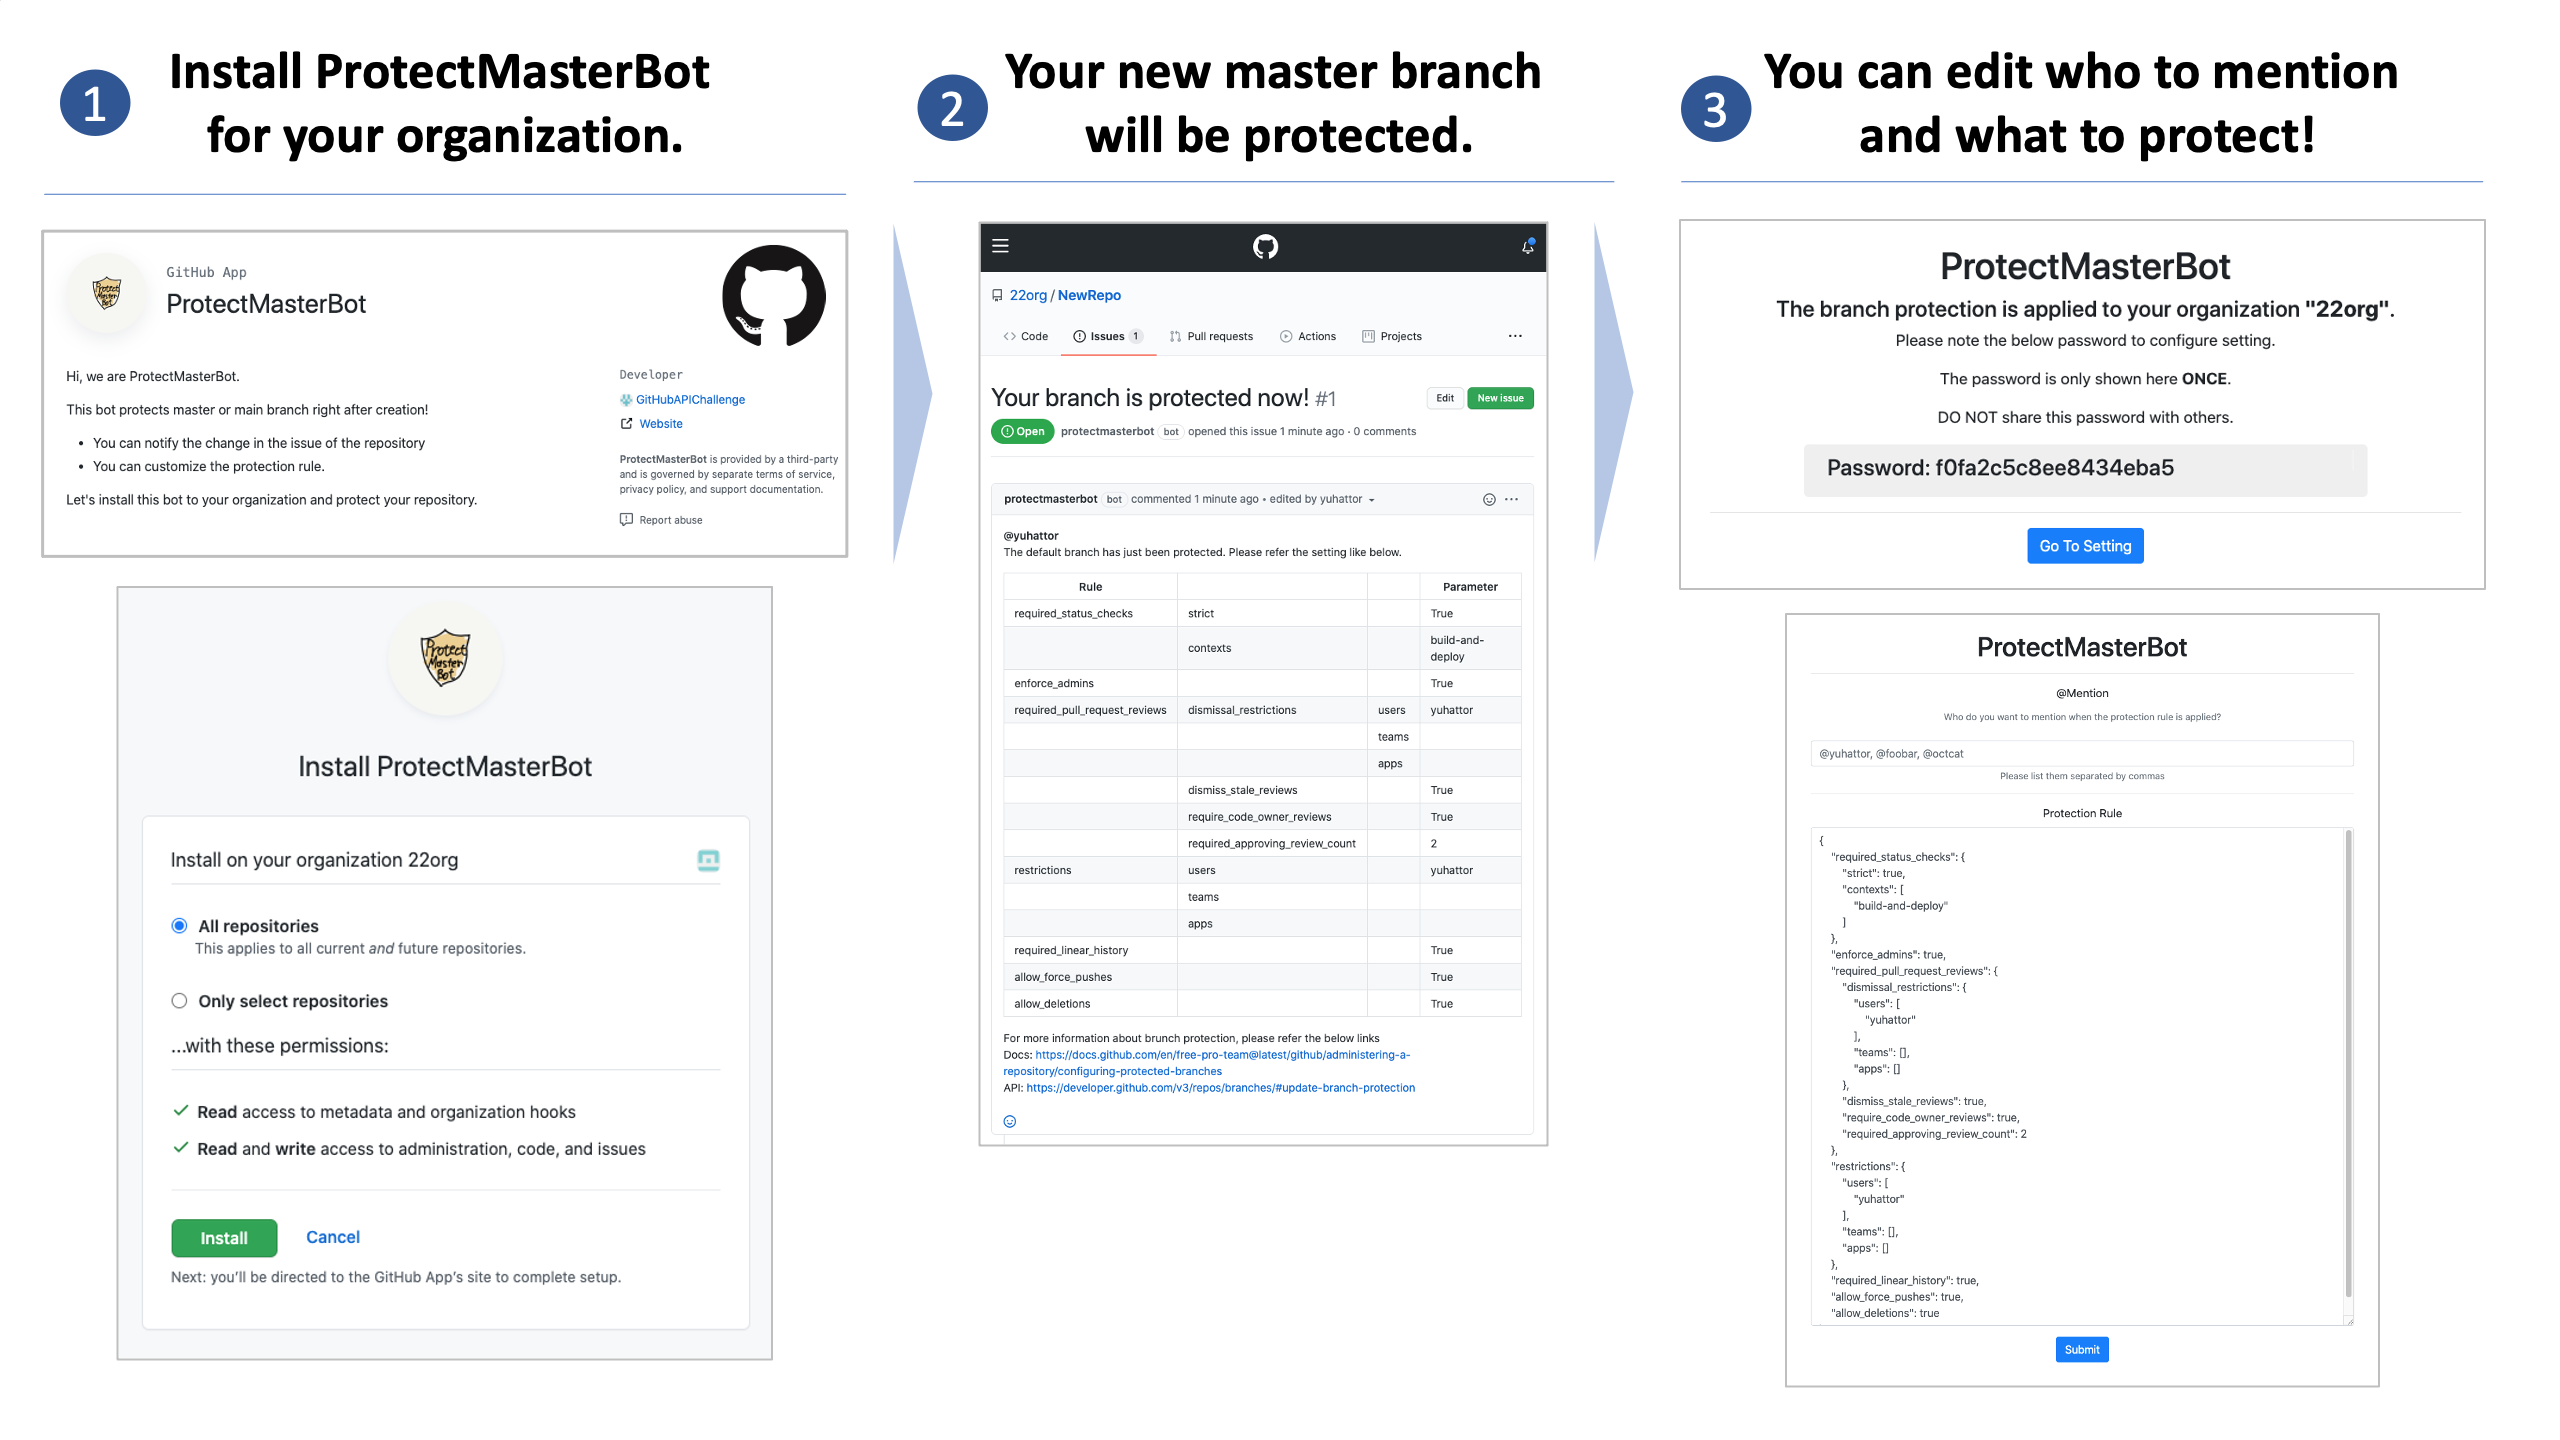 1
Install ProtectMasterBot
for your organization.
Protect
Master
Bot
GitHub App
ProtectMasterBot
Hi, we are ProtectMasterBot.
This bot protects master or main branch right after creation!
• You can notify the change in the issue of the repository
• You can customize the protection rule.
Let's install this bot to your organization and protect your repository.
Developer
GitHubAPIChallenge
Website
ProtectMasterBot is provided by a third-party
and is governed by separate terms of service,
privacy policy, and support documentation.
Report abuse
Protect
Master
Bot
Install ProtectMasterBot
Install on your organization 22org
All repositories
This applies to all current and future repositories.
Only select repositories
...with these permissions:
Read access to metadata and organization hooks
Read and write access to administration, code, and issues
Install Cancel
Next: you'll be directed to the GitHub App's site to complete setup.
2
Your new master branch
will be protected.
22org / NewRepo
Code Issues 1 Pull requests Actions Projects ...
Your branch is protected now! #1 Edit New issue
Open protectmasterbot bot opened this issue 1 minute ago · 0 comments
protectmasterbot bot commented 1 minute ago • edited by yuhattor ...
@yuhattor
The default branch has just been protected. Please refer the setting like below.
Rule Parameter
required_status_checks strict True
contexts build-and-
deploy
enforce_admins True
required_pull_request_reviews dismissal_restrictions users yuhattor
teams
apps
dismiss_stale_reviews True
require_code_owner_reviews True
required_approving_review_count 2
restrictions users yuhattor
teams
apps
required_linear_history True
allow_force_pushes True
allow_deletions True
For more information about brunch protection, please refer the below links
Docs: https://docs.github.com/en/free-pro-team@latest/github/administering-a-
repository/configuring-protected-branches
API: https://developer.github.com/v3/repos/branches/#update-branch-protection
3
You can edit who to mention
and what to protect!
ProtectMasterBot
The branch protection is applied to your organization "22org".
Please note the below password to configure setting.
The password is only shown here ONCE.
DO NOT share this password with others.
Password: f0fa2c5c8ee8434eba5
Go To Setting
ProtectMasterBot
@Mention
Who do you want to mention when the protection rule is applied?
@yuhattor, @foobar, @octcat
Please list them separated by commas
Protection Rule
{
"required_status_checks": {
"strict": true,
"contexts": [
"build-and-deploy"
]
},
"enforce_admins": true,
"required_pull_request_reviews": {
"dismissal_restrictions": {
"users": [
"yuhattor"
],
"teams": [],
"apps": []
},
"dismiss_stale_reviews": true,
"require_code_owner_reviews": true,
"required_approving_review_count": 2
},
"restrictions": {
"users": [
"yuhattor"
],
"teams": [],
"apps": []
},
"required_linear_history": true,
"allow_force_pushes": true,
"allow_deletions": true
Submit